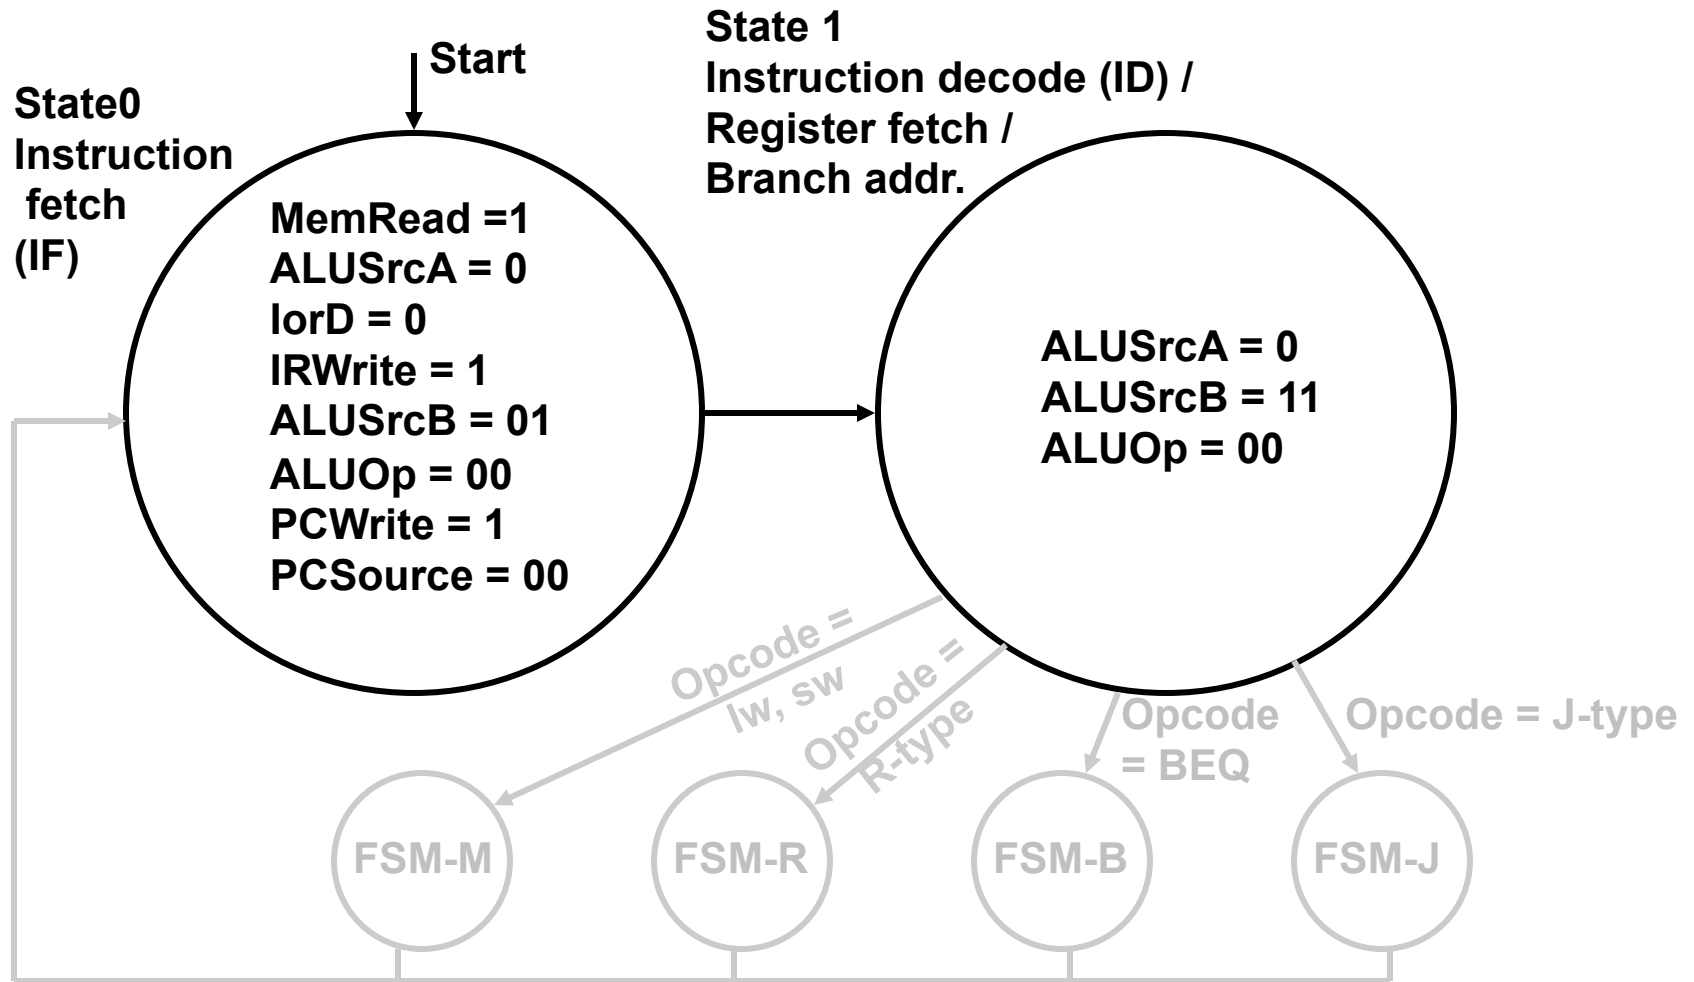 Start
State0
Instruction
fetch
(IF)
MemRead =1
ALUSrcA = 0
IorD = 0
IRWrite = 1
ALUSrcB = 01
ALUOp = 00
PCWrite = 1
PCSource = 00
State 1
Instruction decode (ID) /
Register fetch /
Branch addr.
ALUSrcA = 0
ALUSrcB = 11
ALUOp = 00
Opcode =
lw, sw
Opcode =
R-type
Opcode
= BEQ
Opcode = J-type
FSM-M
FSM-R
FSM-B
FSM-J